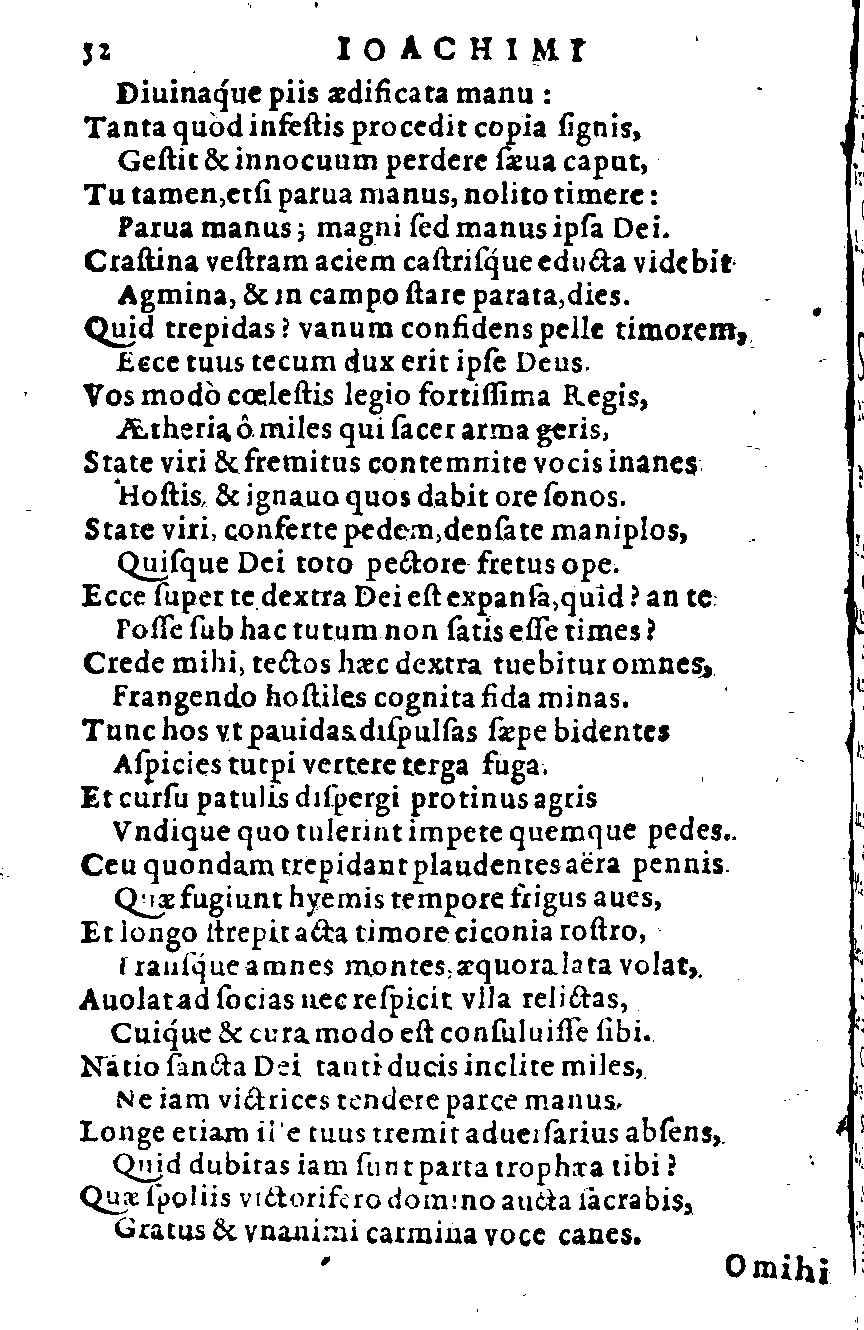 52 IOACHIMI
Diuinaq́ue piis ædificata manu :
Tanta quòd infeſtis procedit copia ſignis,
Geſtit & innocuum perdere ſæua caput,
Tu tamen,etſi parua manus, nolito timere :
Parua manus ; magni ſed manus ipſa Dei.
Craſtina veſtram aciem caſtriſq́ue educta videbit
Agmina, & in campo ſtare parata,dies.
Quid trepidas ? vanum confidens pelle timorem,
Ecce tuus tecum dux erit ipſe Deus.
Vos modò cœleſtis legio fortiſſima Regis,
Ætheria ô miles qui ſacer arma geris,
State viri & fremitus contemnite vocis inanes
Hoſtis, & ignauo quos dabit ore ſonos.
State viri, conferte pedem,denſate maniplos,
Quiſque Dei toto pectore fretus ope.
Ecce ſuper te dextra Dei eſt expanſa,quid ? an te
Poſſe ſub hac tutum non ſatis eſſe times ?
Crede mihi, tectos hæc dextra tuebitur omnes,
Frangendo hoſtiles cognita fida minas.
Tunc hos vt pauidas diſpulſas ſæpe bidentes
Aſpicies turpi vertere terga fuga.
Et curſu patulis diſpergi protinus agris
Vndique quo tulerint impete quemque pedes.
Ceu quondam trepidant plaudentes aëra pennis
Quæ fugiunt hyemis tempore frigus aues,
Et longo ſtrepit acta timore ciconia roſtro,
Tranſq́ue amnes montes, æquora lata volat,
Auolat ad ſocias nec reſpicit vlla relictas,
Cuiq́ue & cura modo eſt conſuluiſſe ſibi.
Natio ſancta Dei tanti ducis inclite miles,
Ne iam victrices tendere parce manus.
Longe etiam ille tuus tremit aduerſarius abſens,
Quid dubitas iam ſunt parta trophæa tibi ?
Quæ ſpoliis victorifero domino aucta ſacrabis,
Gratus & vnanimi carmina voce canes.
O mihi